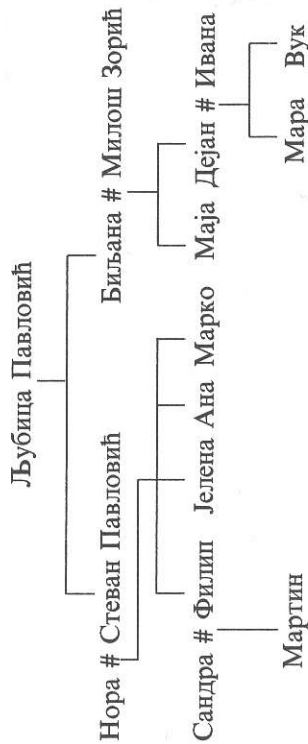 Љубица Павловић
Нора # Стеван Павловић Биљана # Милош Зорић
Сандра # Филип Јелена Ана Марко Маја Дејан # Ивана
Мартин Мара Вук